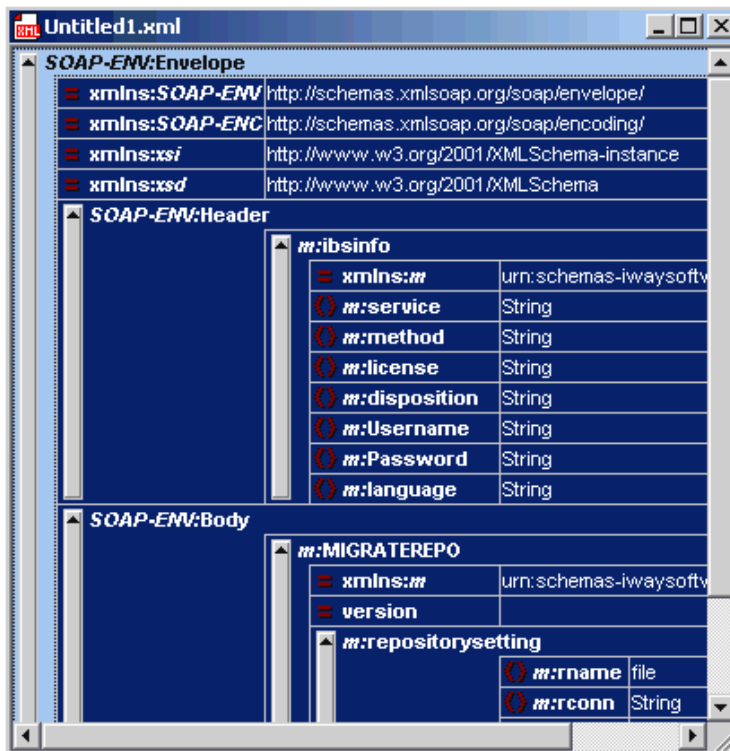 XML Untitled1.xml
SOAP-ENV:Envelope
= xmlns:SOAP-ENV http://schemas.xmlsoap.org/soap/envelope/
= xmlns:SOAP-ENC http://schemas.xmlsoap.org/soap/encoding/
= xmlns:xsi http://www.w3.org/2001/XMLSchema-instance
= xmlns:xsd http://www.w3.org/2001/XMLSchema
SOAP-ENV:Header
m:ibsinfo
= xmlns:m urn:schemas-iwaysoftw
() m:service String
() m:method String
() m:license String
() m:disposition String
() m:Username String
() m:Password String
() m:language String
SOAP-ENV:Body
m:MIGRATEREPO
= xmlns:m urn:schemas-iwaysoftw
= version
m:repositorysetting
() m:rname file
() m:rconn String